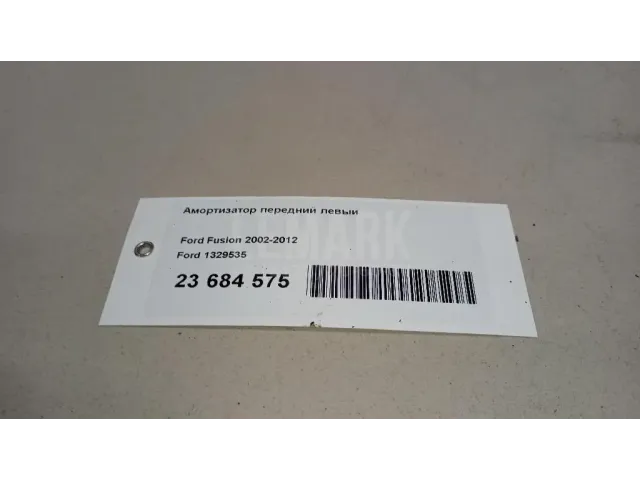 Амортизатор передний левый
Ford Fusion 2002-2012
Ford 1329535
23 684 575